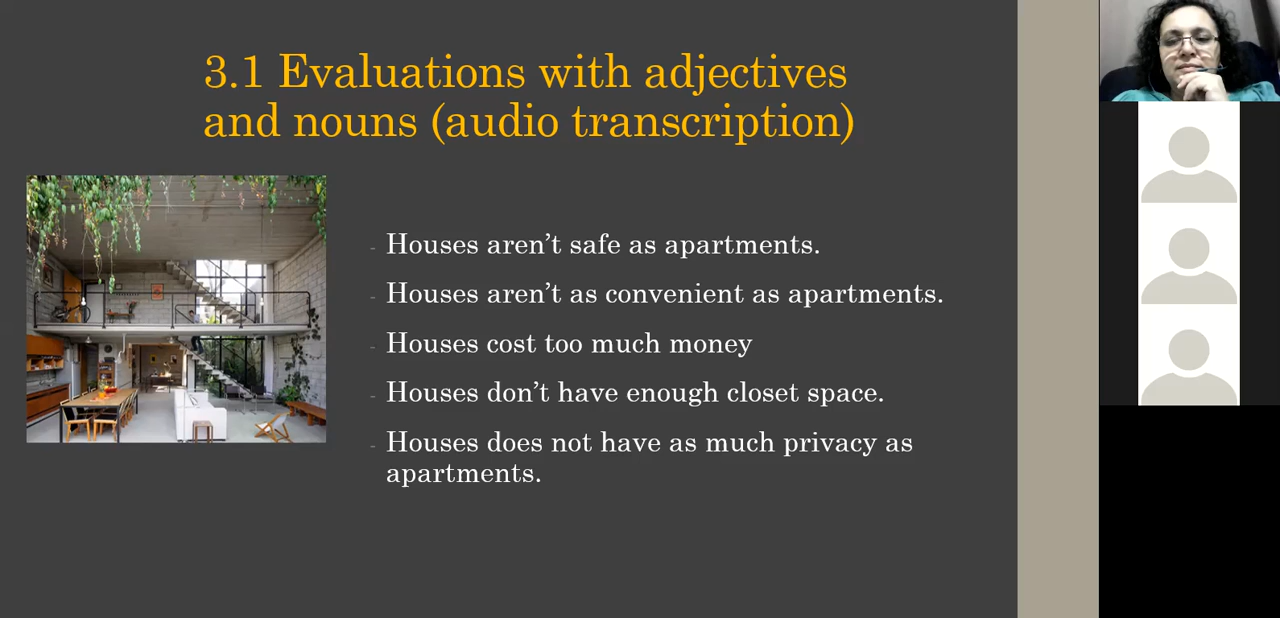 3.1 Evaluations with adjectives
and nouns (audio transcription)
- Houses aren’t safe as apartments.
- Houses aren’t as convenient as apartments.
- Houses cost too much money
- Houses don’t have enough closet space.
- Houses does not have as much privacy as
apartments.